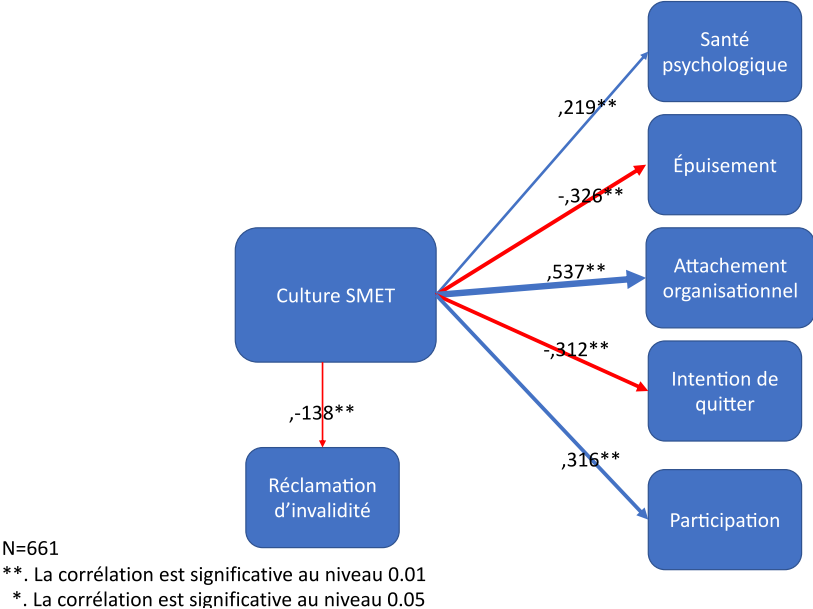 Santé
psychologique
,219**
Épuisement
-,326**
Attachement
organisationnel
,537**
Culture SMET
Intention de
quitter
-,312**
,-138**
,316**
Réclamation
d’invalidité
Participation
N=661
**. La corrélation est significative au niveau 0.01
*. La corrélation est significative au niveau 0.05